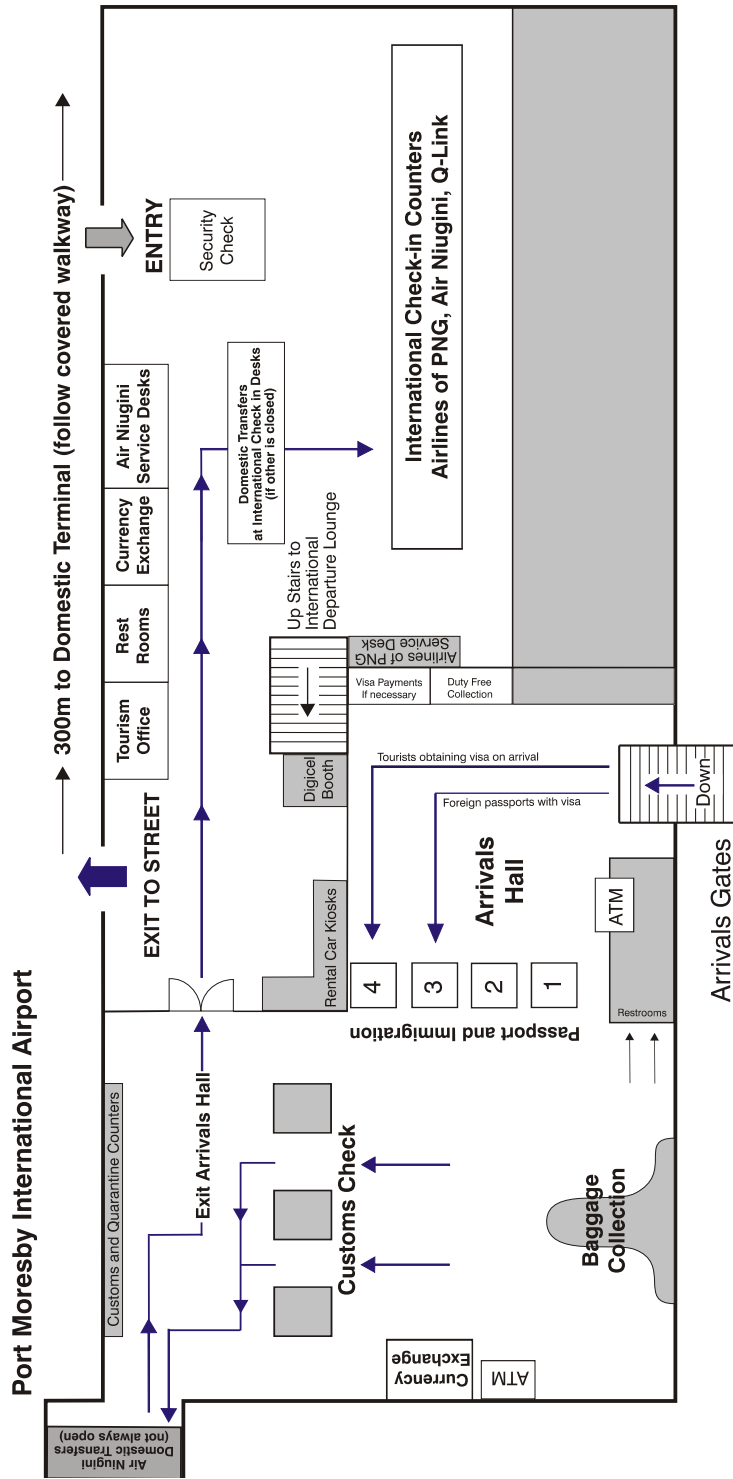 Port Moresby International Airport
300m to Domestic Terminal (follow covered walkway)
Air Niugini
Domestic Transfers
(not always open)
Customs and Quarantine Counters
Exit Arrivals Hall
EXIT TO STREET
Tourism
Office
Rest
Rooms
Currency
Exchange
Air Niugini
Service Desks
ENTRY
Security
Check
Domestic Transfers
at International Check in Desks
(if other is closed)
Up Stairs to
International
Departure Lounge
Digicel
Booth
Rental Car Kiosks
Airlines of PNG
Service Desk
Visa Payments
If necessary
Duty Free
Collection
International Check-in Counters
Airlines of PNG, Air Niugini, Q-Link
Customs Check
Currency
Exchange
ATM
Baggage
Collection
Passport and Immigration
4
3
2
1
Tourists obtaining visa on arrival
Foreign passports with visa
Arrivals
Hall
ATM
Restrooms
Down
Arrivals Gates